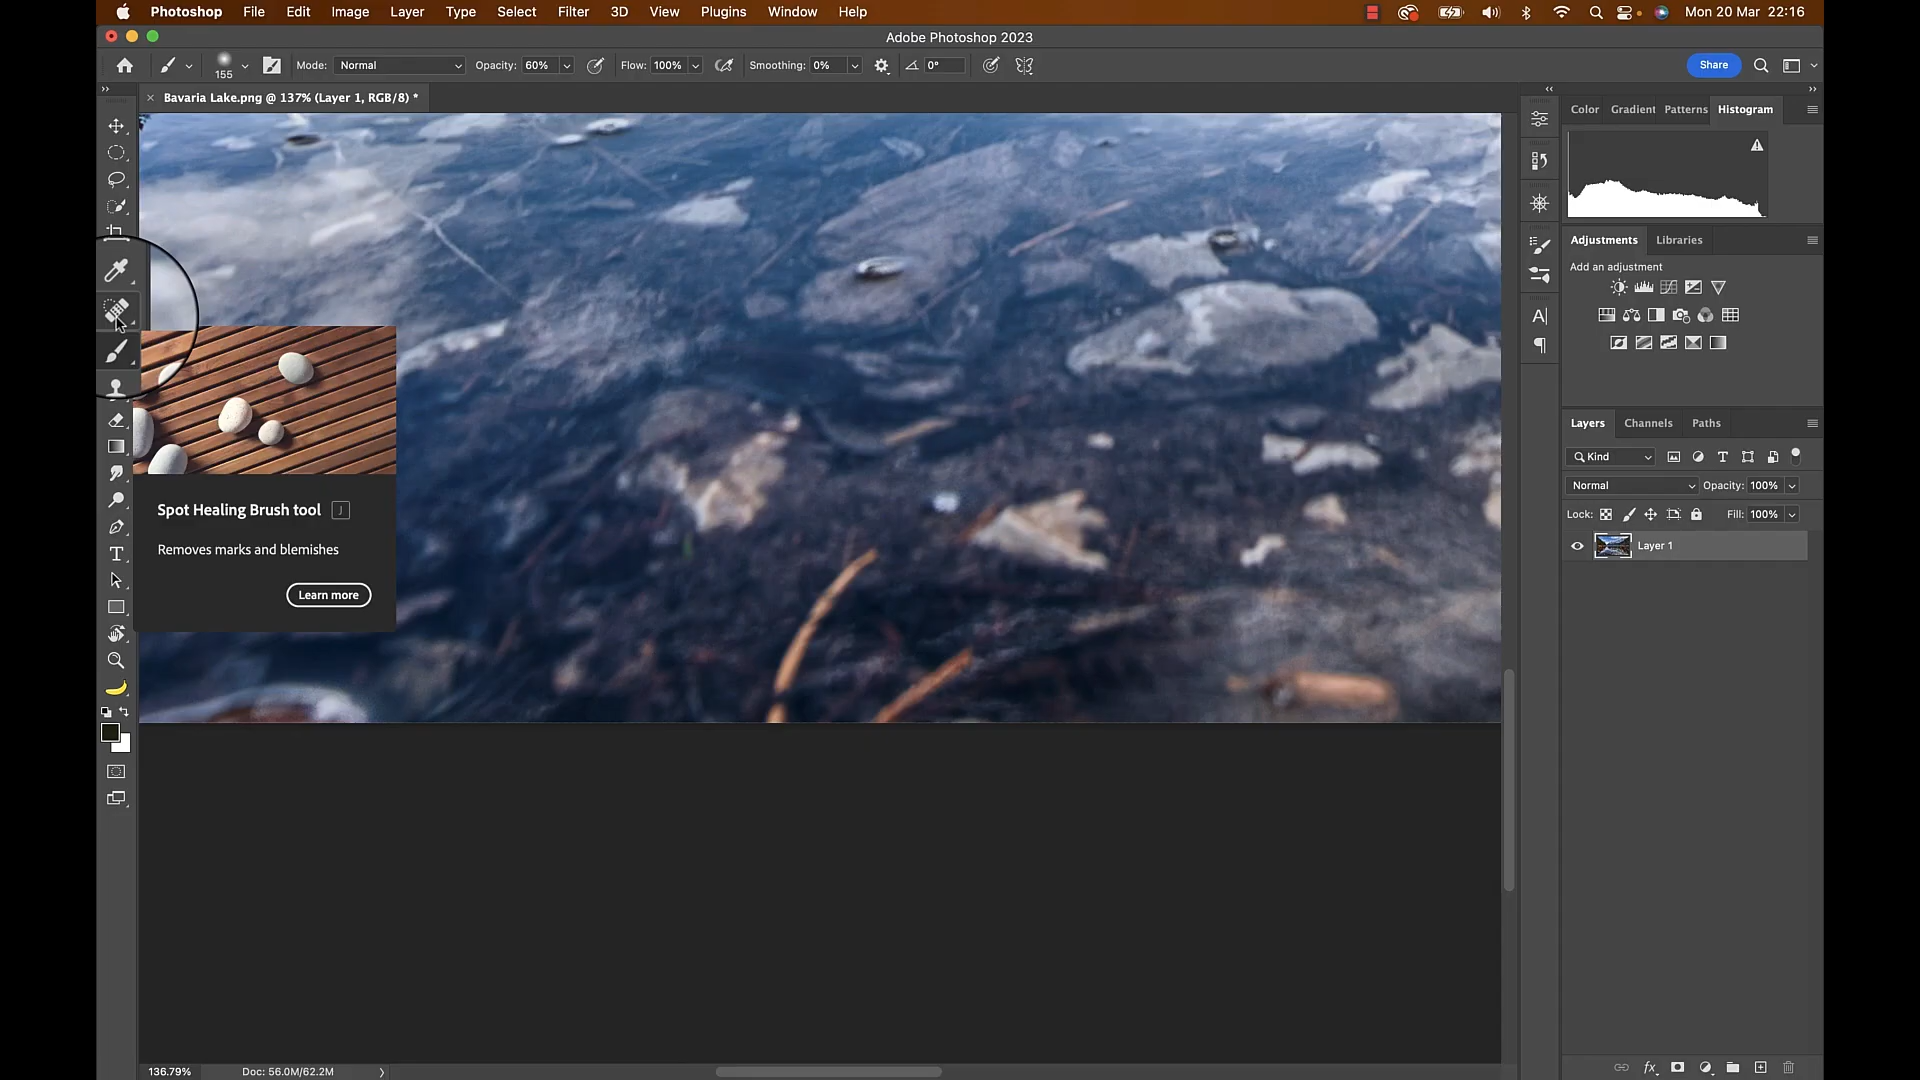 Photoshop File Edit Image Layer Type Select Filter 3D View Plugins Window Help Mon 20 Mar 22:16
Adobe Photoshop 2023
155 Mode: Normal Opacity: 60% Flow: 100% Smoothing: 0% 0° Share
× Bavaria Lake.png @ 137% (Layer 1, RGB/8) *
Color Gradient Patterns Histogram
Adjustments Libraries
Add an adjustment
Layers Channels Paths
Kind
Normal Opacity: 100%
Lock: Fill: 100%
Layer 1
Spot Healing Brush tool J
Removes marks and blemishes
Learn more
136.79% Doc: 56.0M/62.2M